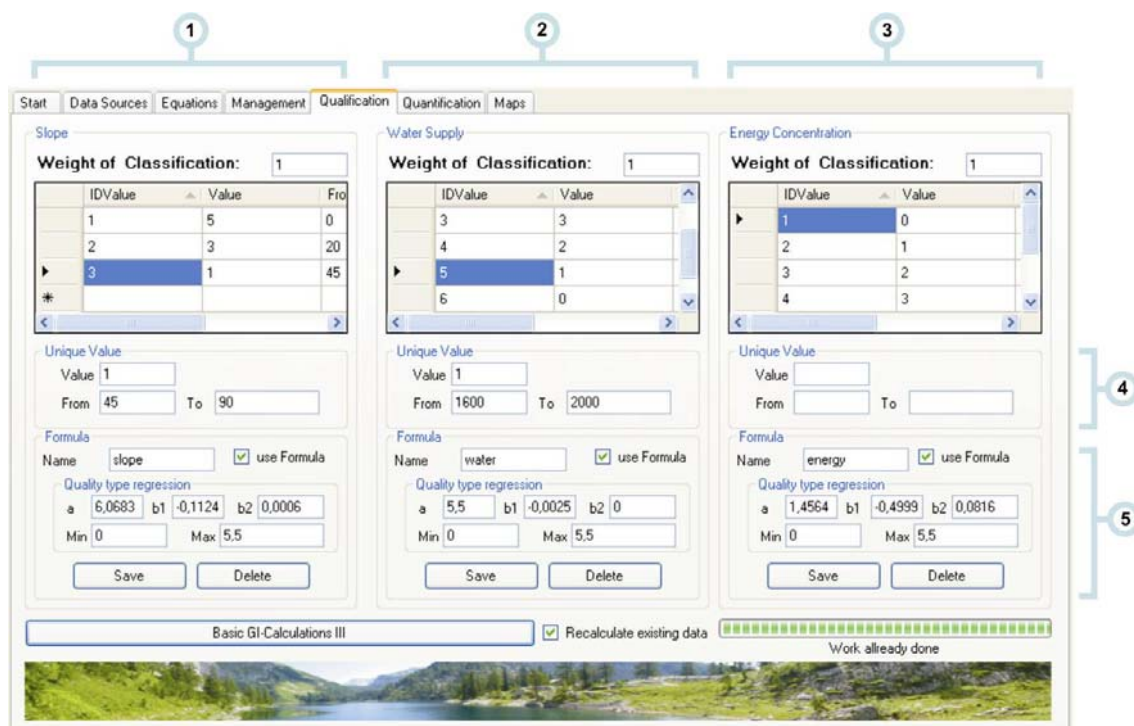 1 2 3
Start Data Sources Equations Management Qualification Quantification Maps
Slope
Weight of Classification: 1
IDValue Value Fro
1 5 0
2 3 20
3 1 45
*
Unique Value
Value 1
From 45 To 90
Formula
Name slope use Formula
Quality type regression
a 6,0683 b1 -0,1124 b2 0,0006
Min 0 Max 5,5
Save Delete
Water Supply
Weight of Classification: 1
IDValue Value
3 3
4 2
5 1
6 0
Unique Value
Value 1
From 1600 To 2000
Formula
Name water use Formula
Quality type regression
a 5,5 b1 -0,0025 b2 0
Min 0 Max 5,5
Save Delete
Energy Concentration
Weight of Classification: 1
IDValue Value
1 0
2 1
3 2
4 3
Unique Value
Value
From To
Formula
Name energy use Formula
Quality type regression
a 1,4564 b1 -0,4999 b2 0,0816
Min 0 Max 5,5
Save Delete
4
5
Basic GI-Calculations III
Recalculate existing data
Work allready done